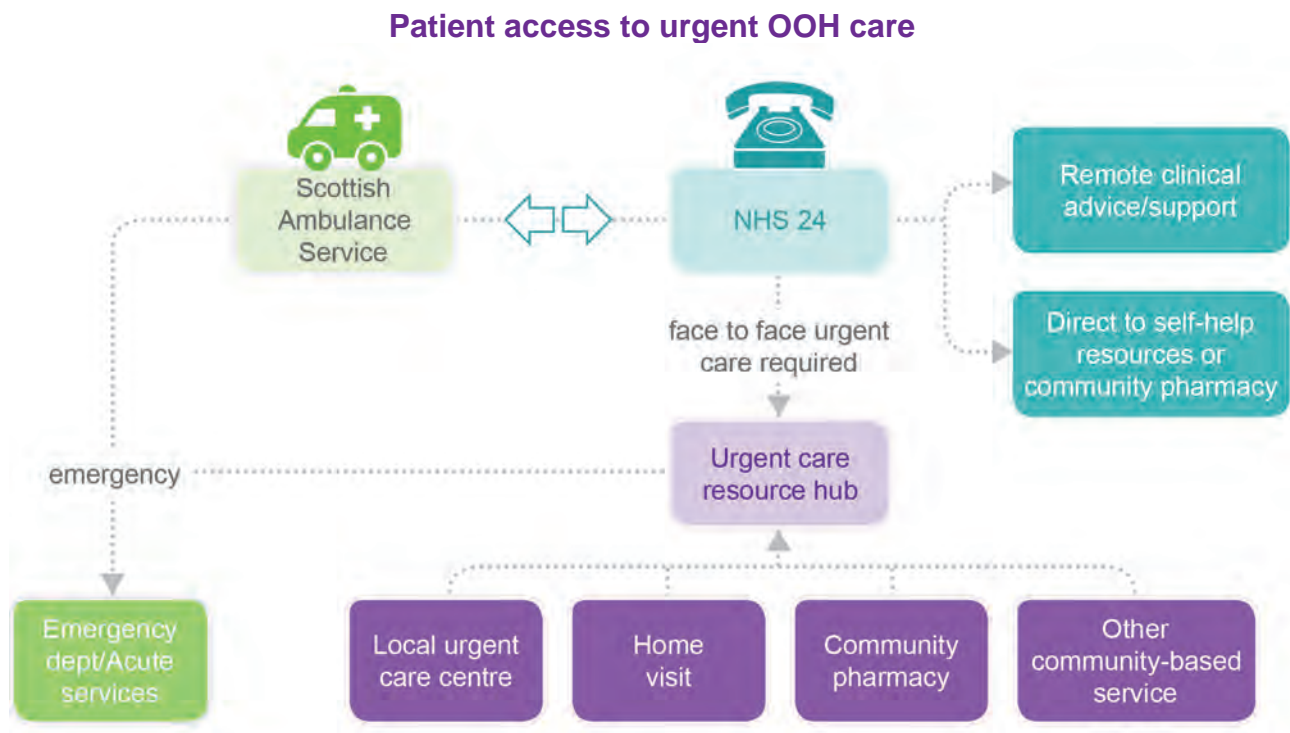 Patient access to urgent OOH care
Scottish
Ambulance
Service
NHS 24
Remote clinical
advice/support
Direct to self-help
resources or
community pharmacy
face to face urgent
care required
Urgent care
resource hub
emergency
Emergency
dept/Acute
services
Local urgent
care centre
Home
visit
Community
pharmacy
Other
community-based
service